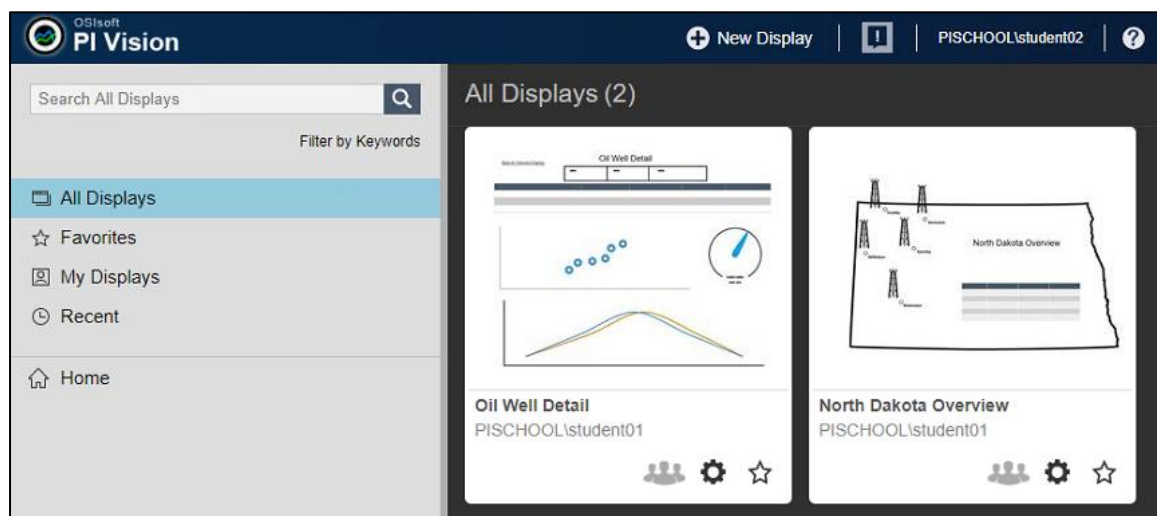 OSIsoft
PI Vision
New Display
PISCHOOL\student02
Search All Displays
Filter by Keywords
All Displays
Favorites
My Displays
Recent
Home
All Displays (2)
Oil Well Detail
Oil Well Detail
PISCHOOL\student01
North Dakota Overview
North Dakota Overview
PISCHOOL\student01